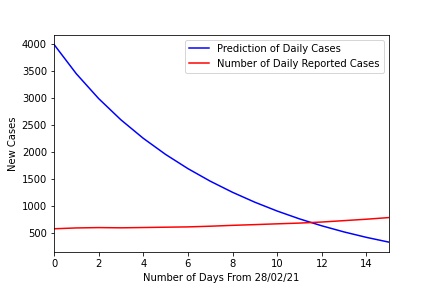 Prediction of Daily Cases
Number of Daily Reported Cases
New Cases
4000
3500
3000
2500
2000
1500
1000
500
0 2 4 6 8 10 12 14
Number of Days From 28/02/21